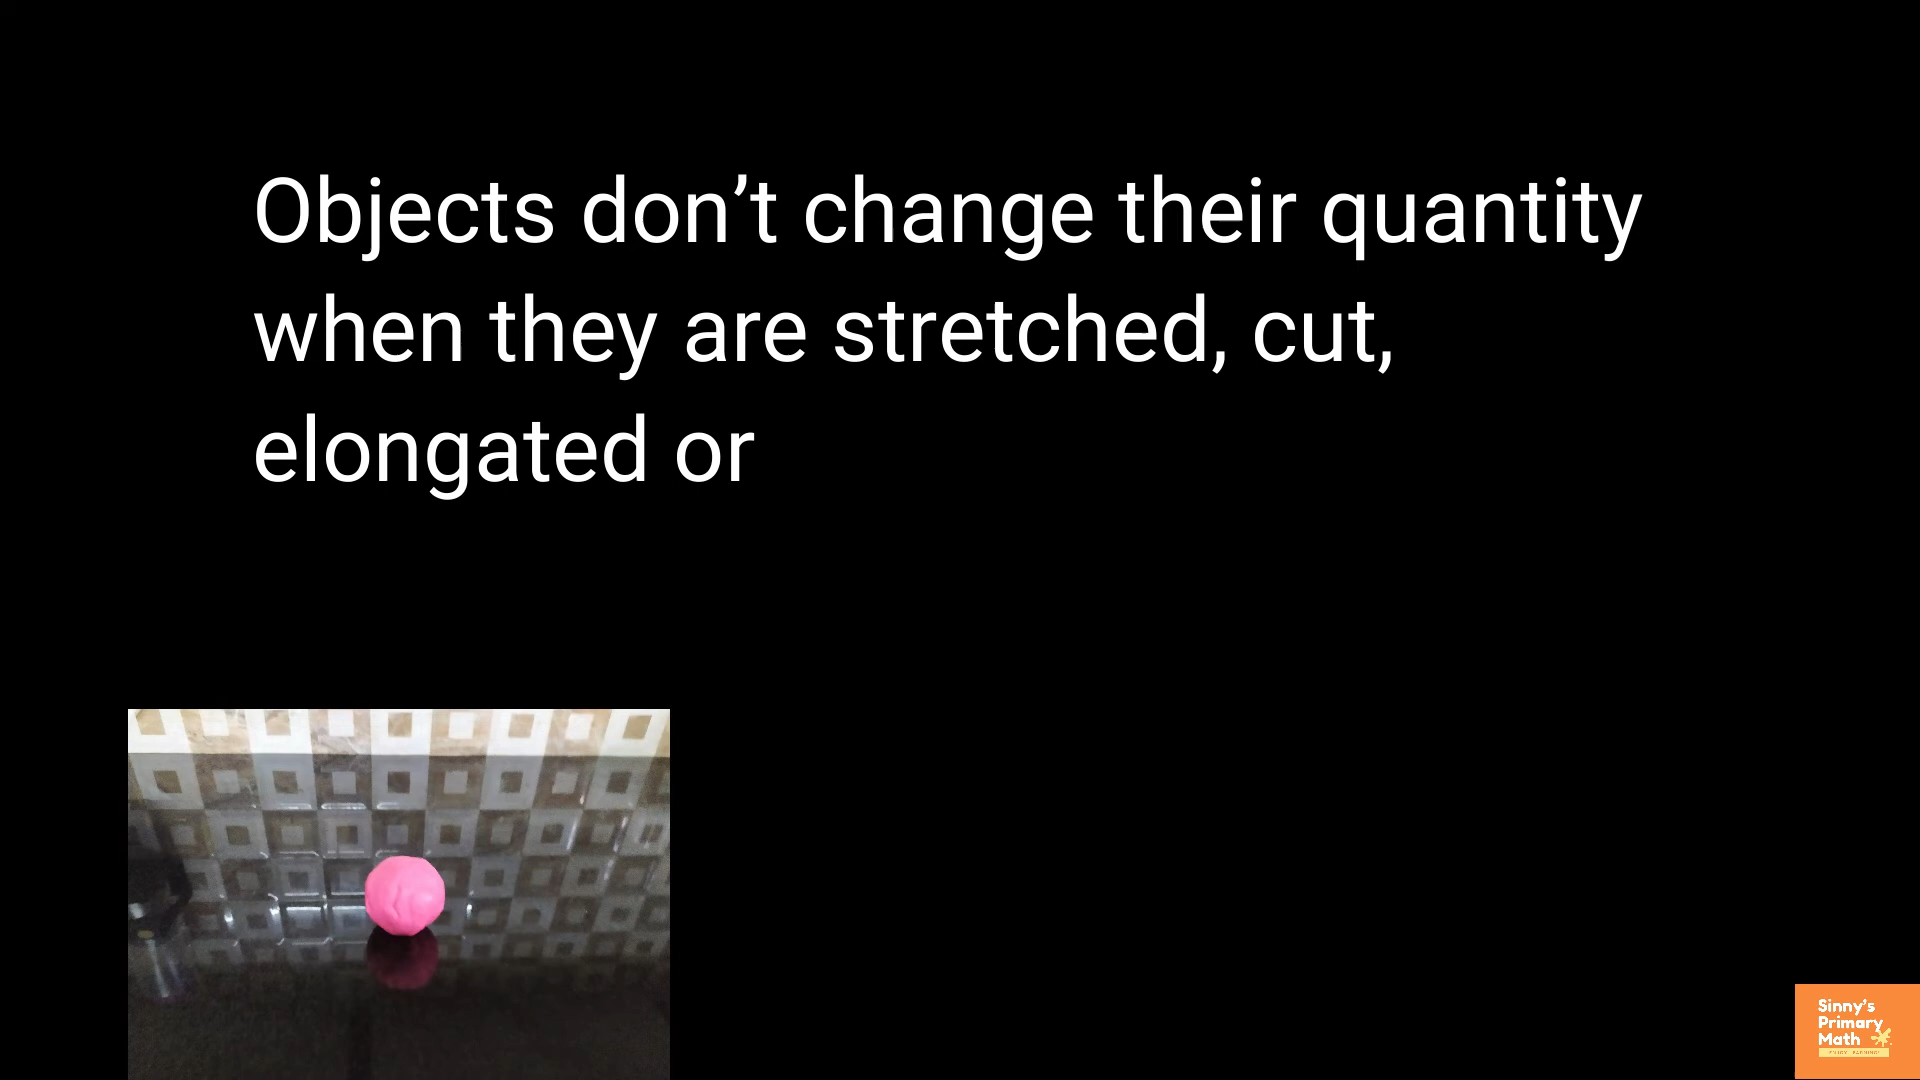 Objects don’t change their quantity
when they are stretched, cut,
elongated or
Sinny's
Primary
Math